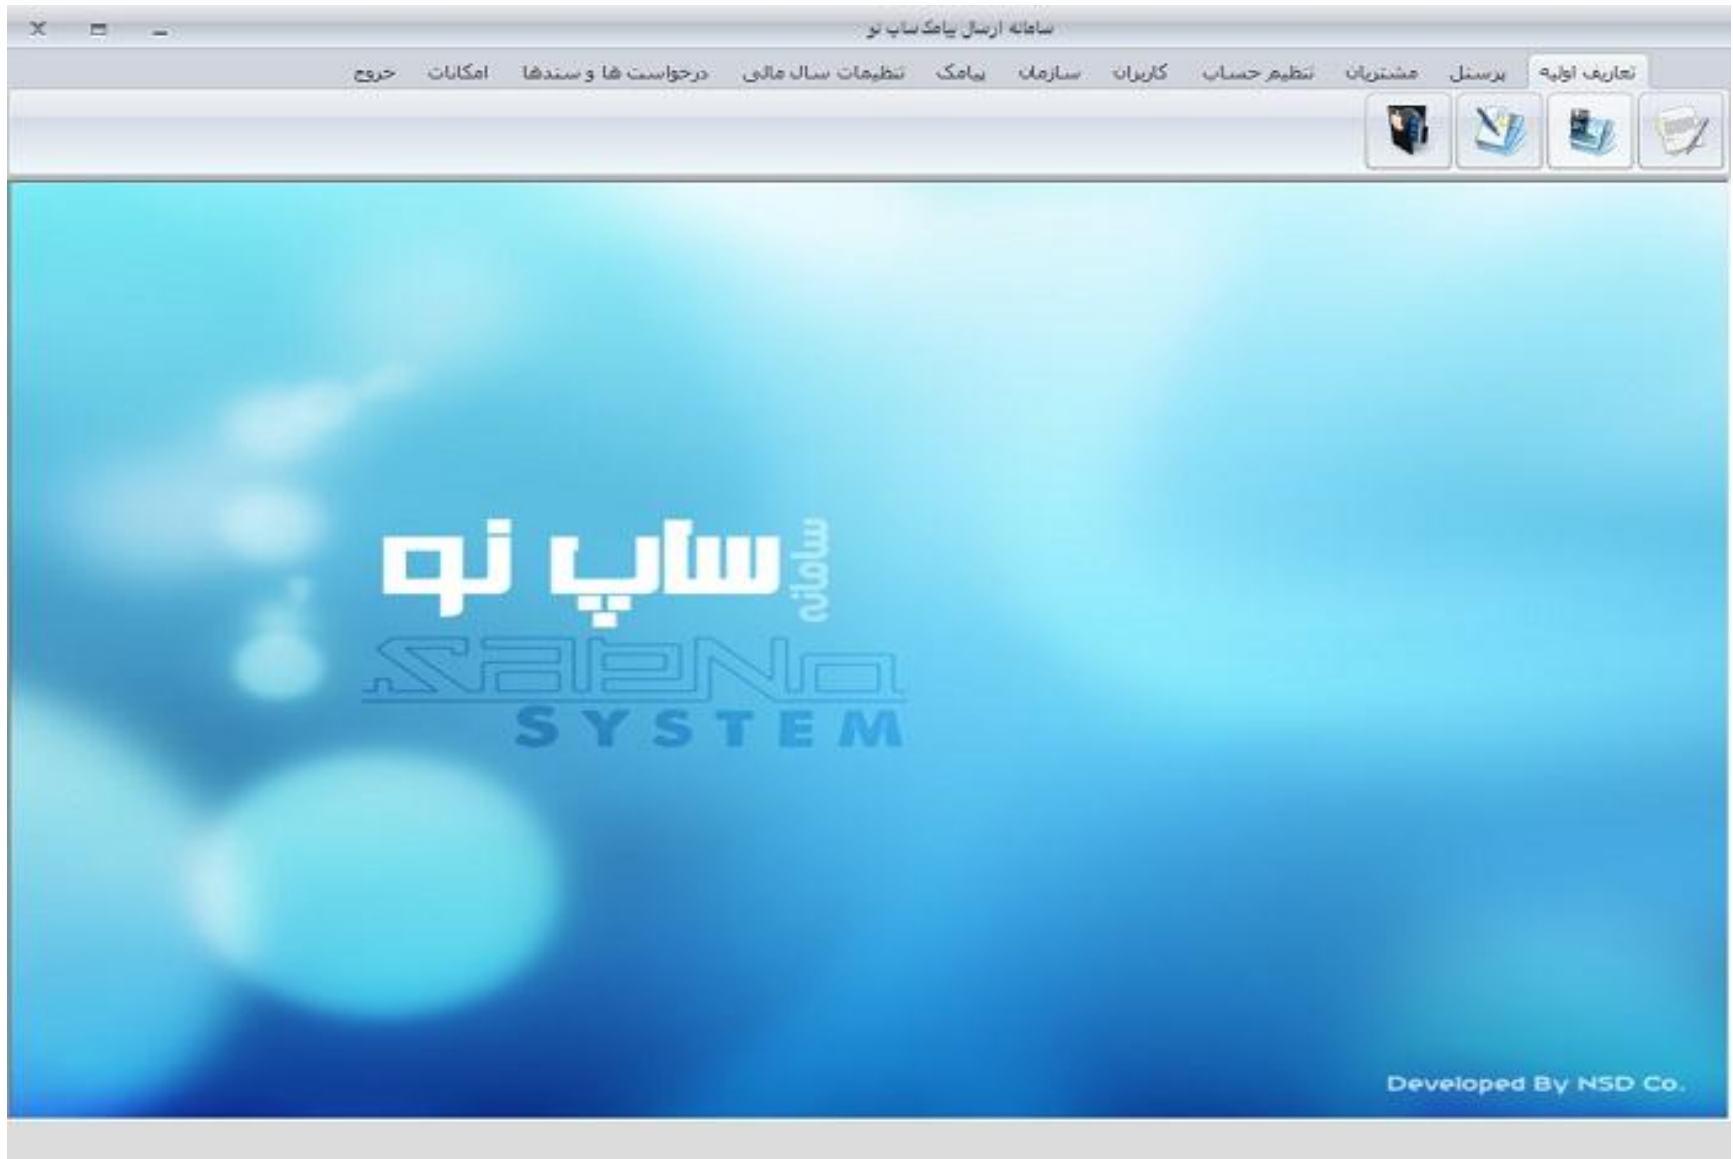 سامانه ارسال پیامک ساپ نو
تعاریف اولیه پرسنل مشتریان تنظیم حساب کاربران سازمان پیامک تنظیمات سال مالی درخواست ها و سندها امکانات خروج
سامانه ساپ نو
SYSTEM
Developed By NSD Co.